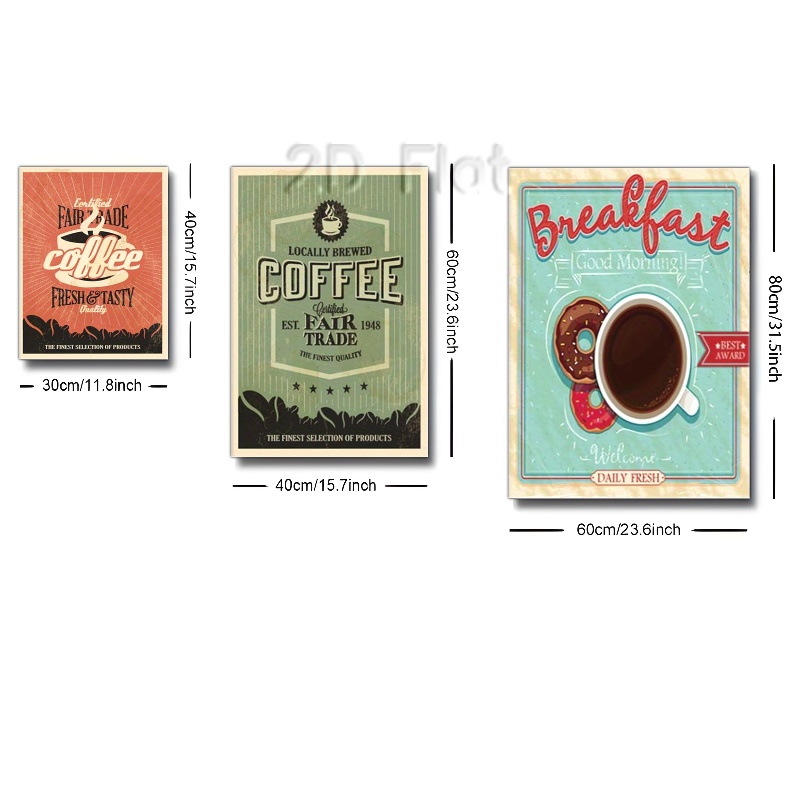 2D Flat
Certified
FAIR TRADE
coffee
FRESH & TASTY
Quality
THE FINEST SELECTION OF PRODUCTS
40cm/15.7inch
30cm/11.8inch
LOCALLY BREWED
COFFEE
Certified
EST. FAIR 1948
TRADE
THE FINEST QUALITY
THE FINEST SELECTION OF PRODUCTS
60cm/23.6inch
40cm/15.7inch
Breakfast
Good Morning!
BEST
AWARD
Welcome
DAILY FRESH
80cm/31.5inch
60cm/23.6inch